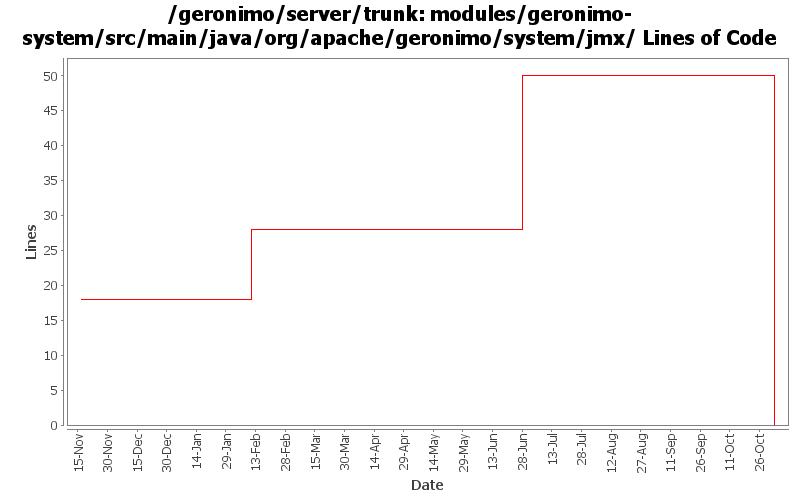 /geronimo/server/trunk: modules/geronimo-
system/src/main/java/org/apache/geronimo/system/jmx/ Lines of Code
Lines
50
45
40
35
30
25
20
15
10
5
0
15-Nov
30-Nov
15-Dec
30-Dec
14-Jan
29-Jan
13-Feb
28-Feb
15-Mar
30-Mar
14-Apr
29-Apr
14-May
29-May
13-Jun
28-Jun
13-Jul
28-Jul
12-Aug
27-Aug
11-Sep
26-Sep
11-Oct
26-Oct
Date